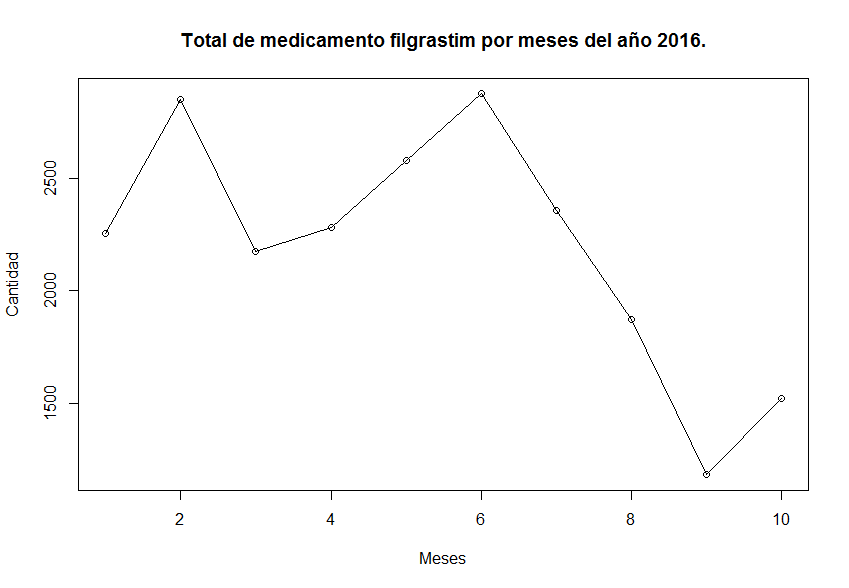 Total de medicamento filgrastim por meses del año 2016.
Cantidad
2500
2000
1500
2 4 6 8 10
Meses